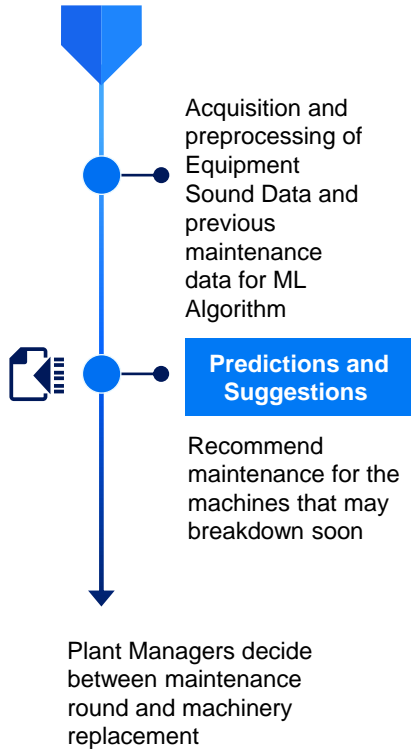 Acquisition and
preprocessing of
Equipment
Sound Data and
previous
maintenance
data for ML
Algorithm
Predictions and
Suggestions
Recommend
maintenance for the
machines that may
breakdown soon
Plant Managers decide
between maintenance
round and machinery
replacement